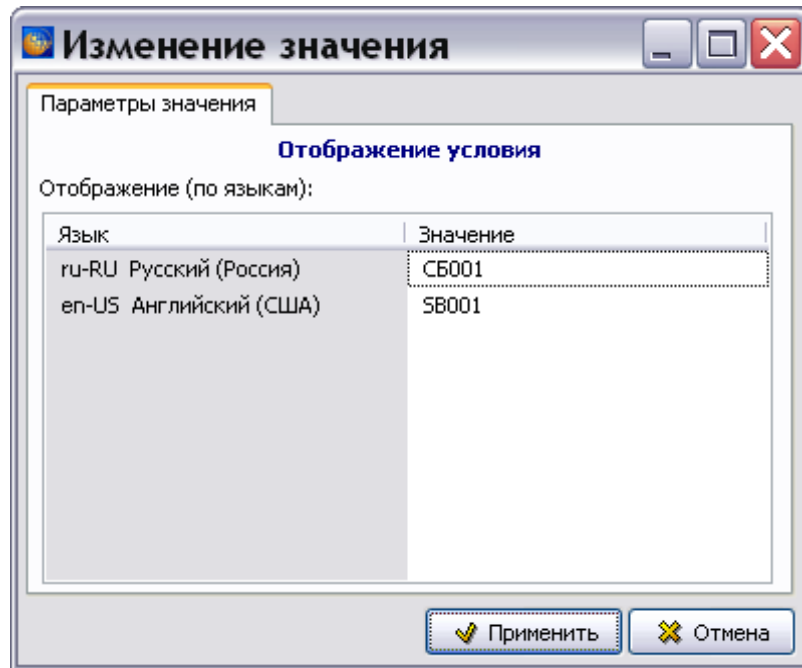 Изменение значения
Параметры значения
Отображение условия
Отображение (по языкам):
Язык Значение
ru-RU Русский (Россия) СБ001
en-US Английский (США) SB001
Применить Отмена